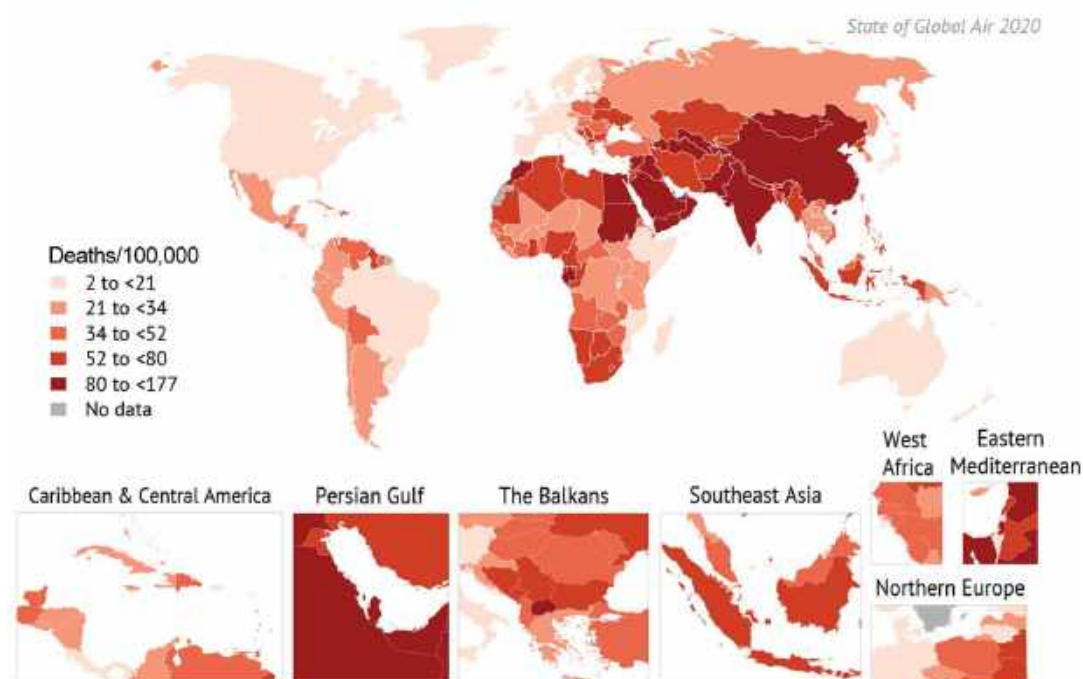 State of Global Air 2020
Deaths/100,000
2 to <21
21 to <34
34 to <52
52 to <80
80 to <177
No data
West
Africa
Eastern
Mediterranean
Caribbean & Central America
Persian Gulf
The Balkans
Southeast Asia
Northern Europe